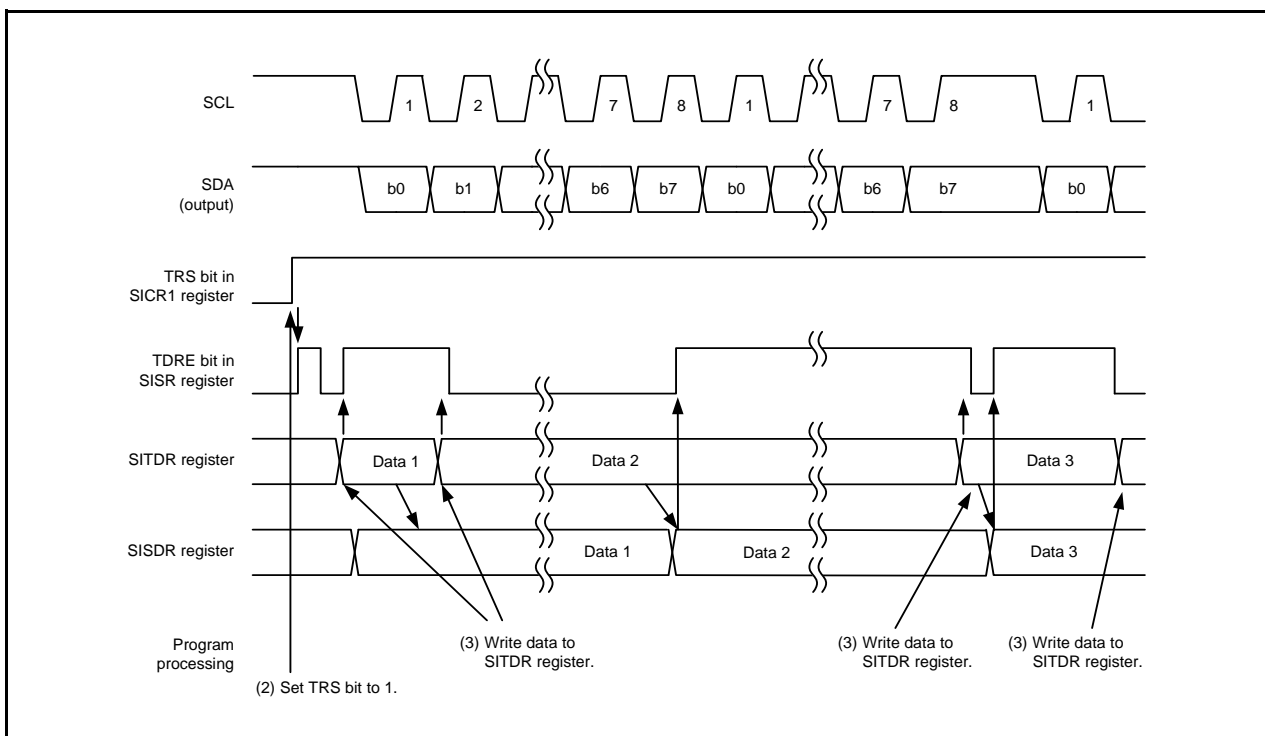 SCL
1
2
7
8
1
7
8
1
SDA
(output)
b0
b1
b6
b7
b0
b6
b7
b0
TRS bit in
SICR1 register
TDRE bit in
SISR register
SITDR register
Data 1
Data 2
Data 3
SISDR register
Data 1
Data 2
Data 3
Program
processing
(3) Write data to
SITDR register.
(3) Write data to
SITDR register.
(3) Write data to
SITDR register.
(2) Set TRS bit to 1.